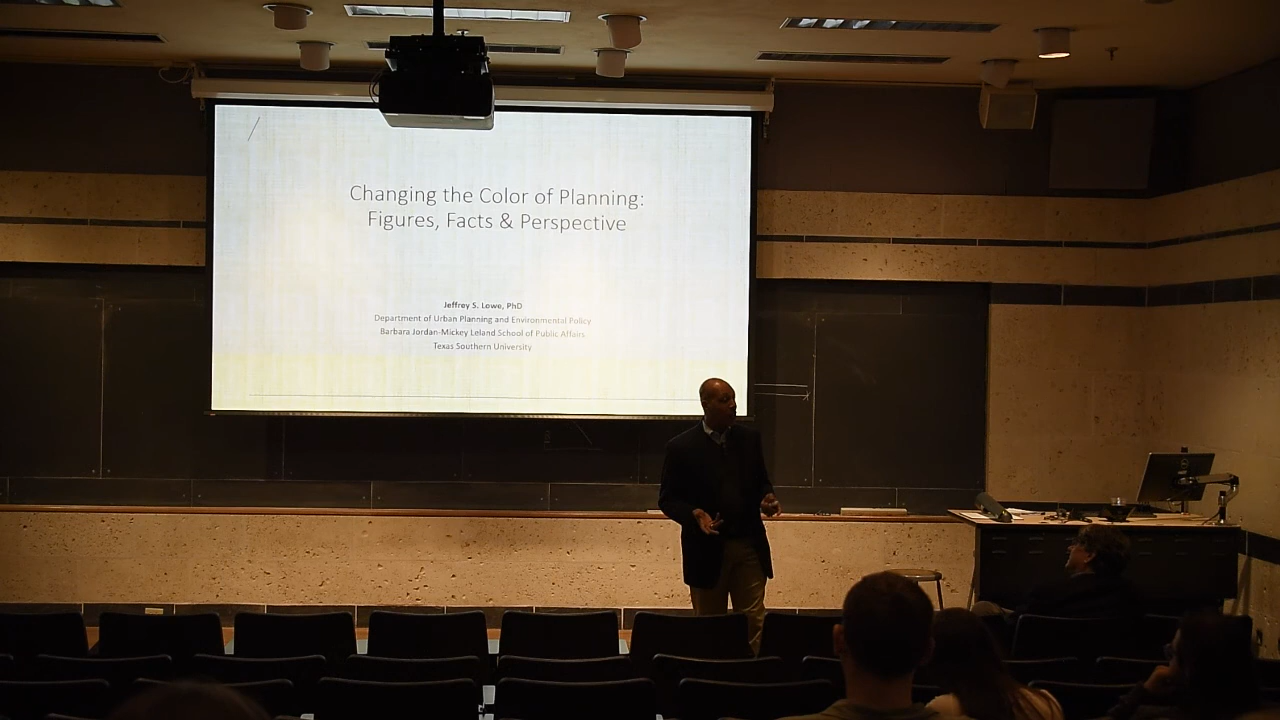 Changing the Color of Planning:
Figures, Facts & Perspective
Jeffrey S. Lowe, PhD
Department of Urban Planning and Environmental Policy
Barbara Jordan-Mickey Leland School of Public Affairs
Texas Southern University